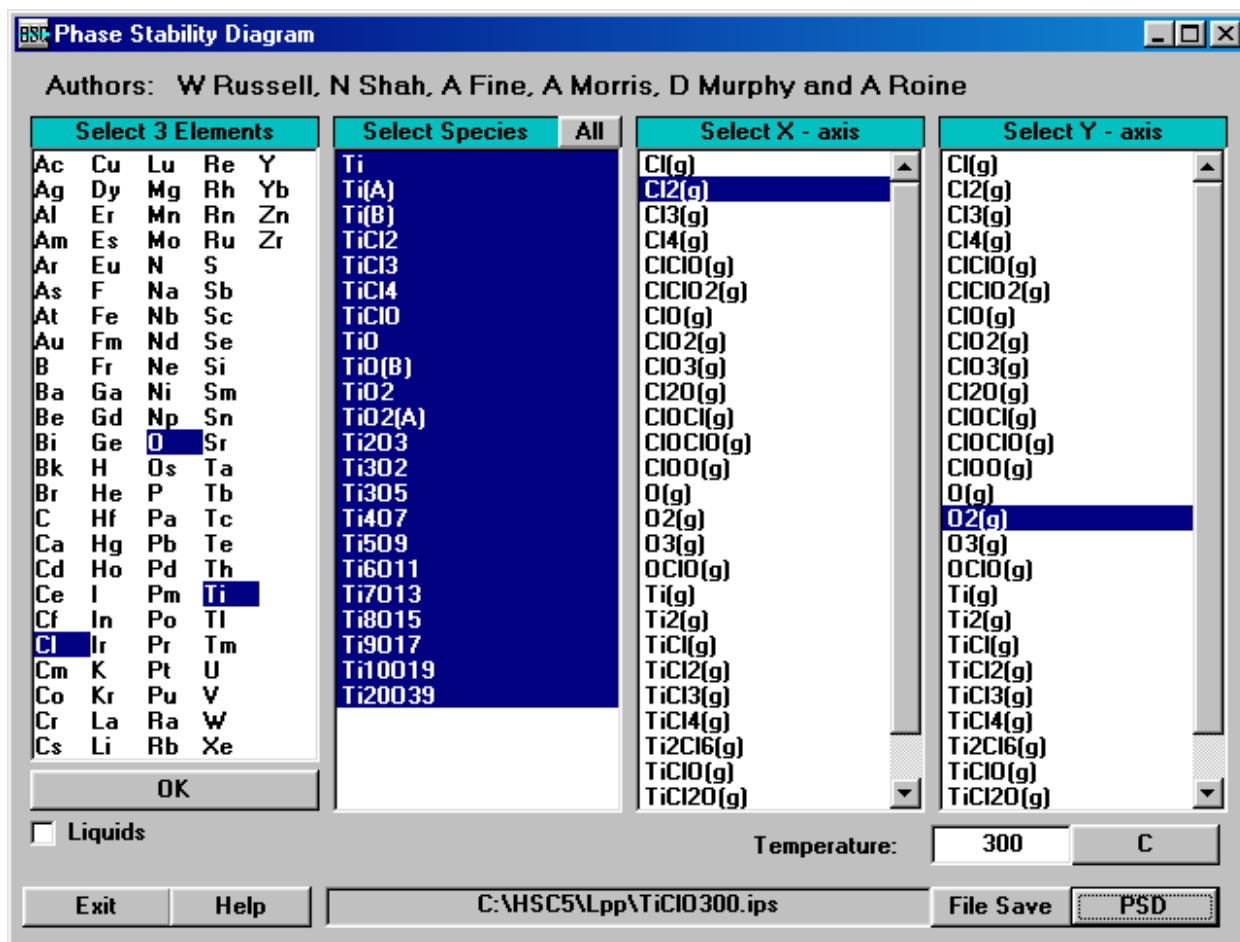 HSC Phase Stability Diagram
Authors: W Russell, N Shah, A Fine, A Morris, D Murphy and A Roine
Select 3 Elements
Ac Cu Lu Re Y
Ag Dy Mg Rh Yb
Al Er Mn Rn Zn
Am Es Mo Ru Zr
Ar Eu N S
As F Na Sb
At Fe Nb Sc
Au Fm Nd Se
B Fr Ne Si
Ba Ga Ni Sm
Be Gd Np Sn
Bi Ge O Sr
Bk H Os Ta
Br He P Tb
C Hf Pa Tc
Ca Hg Pb Te
Cd Ho Pd Th
Ce I Pm Ti
Cf In Po Tl
Cl Ir Pr Tm
Cm K Pt U
Co Kr Pu V
Cr La Ra W
Cs Li Rb Xe
OK
Liquids
Select Species All
Ti
Ti(A)
Ti(B)
TiCl2
TiCl3
TiCl4
TiClO
TiO
TiO(B)
TiO2
TiO2(A)
Ti2O3
Ti3O2
Ti3O5
Ti4O7
Ti5O9
Ti6O11
Ti7O13
Ti8O15
Ti9O17
Ti10O19
Ti20O39
Select X - axis
Cl(g)
Cl2(g)
Cl3(g)
Cl4(g)
ClClO(g)
ClClO2(g)
ClO(g)
ClO2(g)
ClO3(g)
Cl2O(g)
ClOCl(g)
ClOClO(g)
ClOO(g)
O(g)
O2(g)
O3(g)
OClO(g)
Ti(g)
Ti2(g)
TiCl(g)
TiCl2(g)
TiCl3(g)
TiCl4(g)
Ti2Cl6(g)
TiClO(g)
TiCl2O(g)
Select Y - axis
Cl(g)
Cl2(g)
Cl3(g)
Cl4(g)
ClClO(g)
ClClO2(g)
ClO(g)
ClO2(g)
ClO3(g)
Cl2O(g)
ClOCl(g)
ClOClO(g)
ClOO(g)
O(g)
O2(g)
O3(g)
OClO(g)
Ti(g)
Ti2(g)
TiCl(g)
TiCl2(g)
TiCl3(g)
TiCl4(g)
Ti2Cl6(g)
TiClO(g)
TiCl2O(g)
Temperature: 300 C
Exit Help C:\HSC5\Lpp\TiClO300.ips File Save PSD